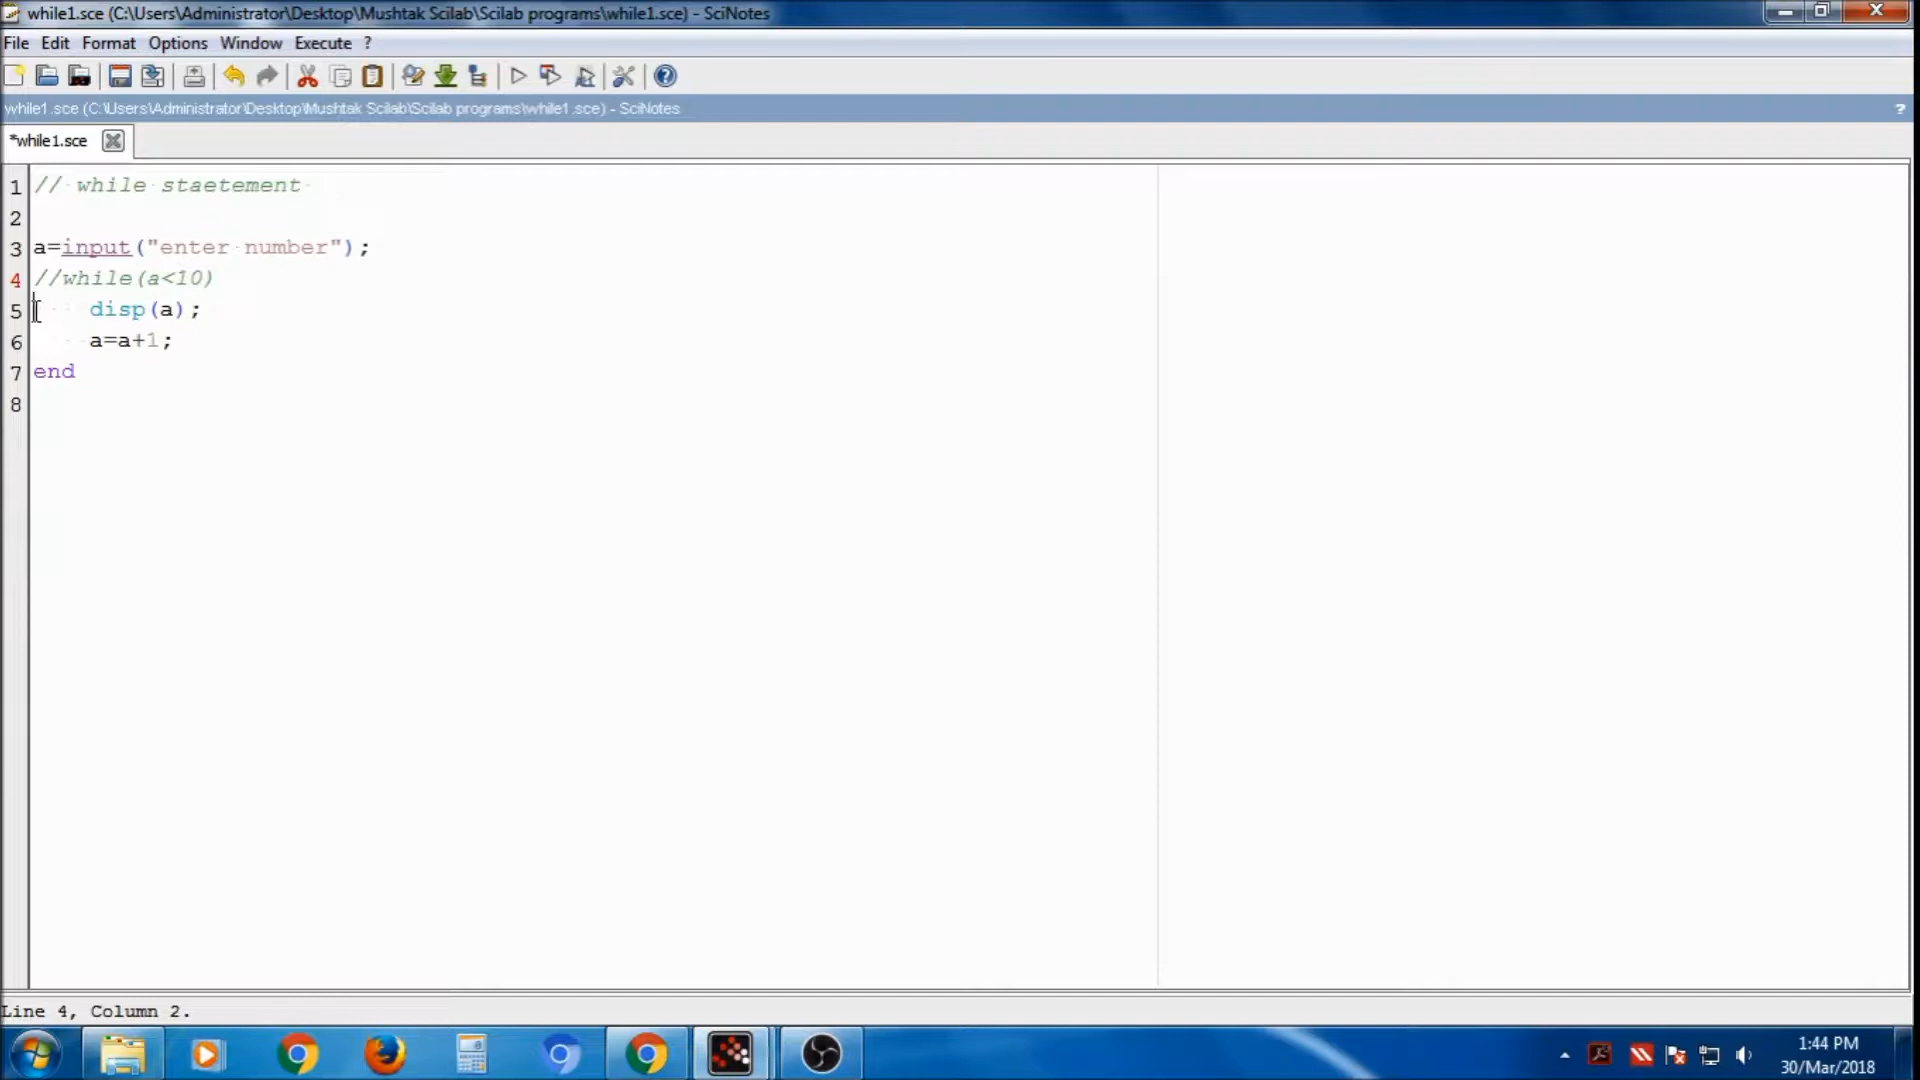 while1.sce (C:\Users\Administrator\Desktop\Mushtak Scilab\Scilab programs\while1.sce) - SciNotes
File Edit Format Options Window Execute ?
while1.sce (C:\Users\Administrator\Desktop\Mushtak Scilab\Scilab programs\while1.sce) - SciNotes ?
*while1.sce
1 // while staetement
2
3 a=input("enter number");
4 //while(a<10)
5 disp(a);
6 a=a+1;
7 end
8
Line 4, Column 2.
1:44 PM
30/Mar/2018